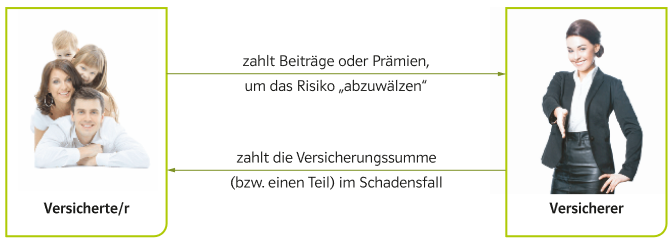 zahlt Beiträge oder Prämien,
um das Risiko „abzuwälzen“
zahlt die Versicherungssumme
(bzw. einen Teil) im Schadensfall
Versicherte/r
Versicherer